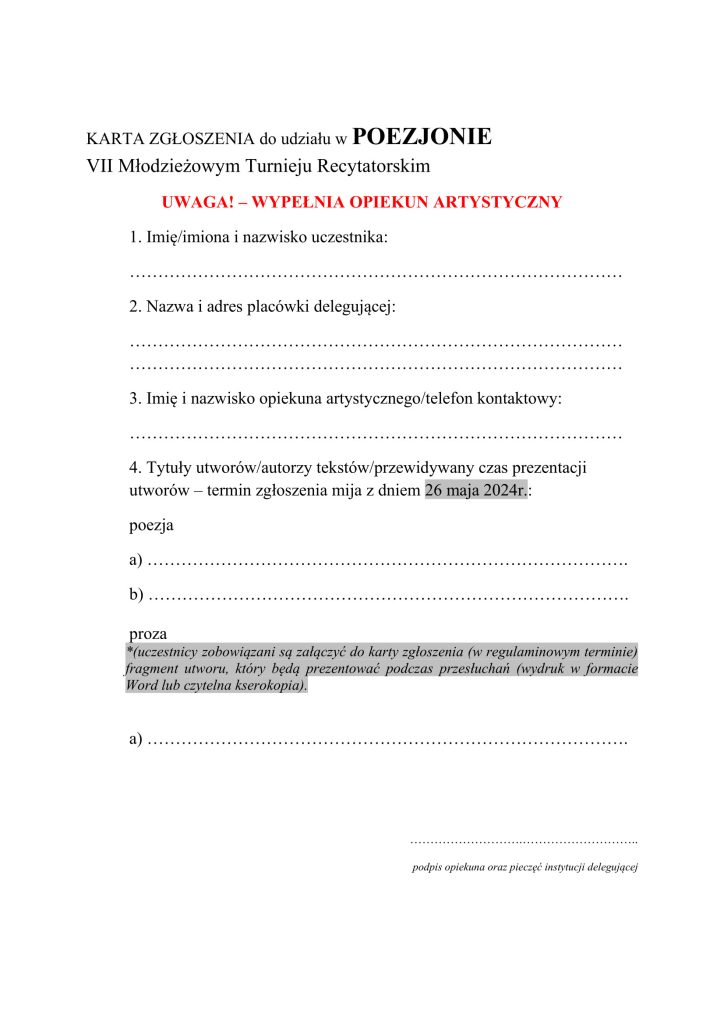 KARTA ZGŁOSZENIA do udziału w POEZJONIE
VII Młodzieżowym Turnieju Recytatorskim
UWAGA! – WYPEŁNIA OPIEKUN ARTYSTYCZNY
1. Imię/imiona i nazwisko uczestnika:
……………………………………………………………………………
2. Nazwa i adres placówki delegującej:
……………………………………………………………………………
……………………………………………………………………………
3. Imię i nazwisko opiekuna artystycznego/telefon kontaktowy:
……………………………………………………………………………
4. Tytuły utworów/autorzy tekstów/przewidywany czas prezentacji
utworów – termin zgłoszenia mija z dniem 26 maja 2024r.:
poezja
a) ………………………………………………………………………….
b) ………………………………………………………………………….
proza
*(uczestnicy zobowiązani są załączyć do karty zgłoszenia (w regulaminowym terminie)
fragment utworu, który będą prezentować podczas przesłuchań (wydruk w formacie
Word lub czytelna kserokopia).
a) ………………………………………………………………………….
……………………….………………………..
podpis opiekuna oraz pieczęć instytucji delegującej